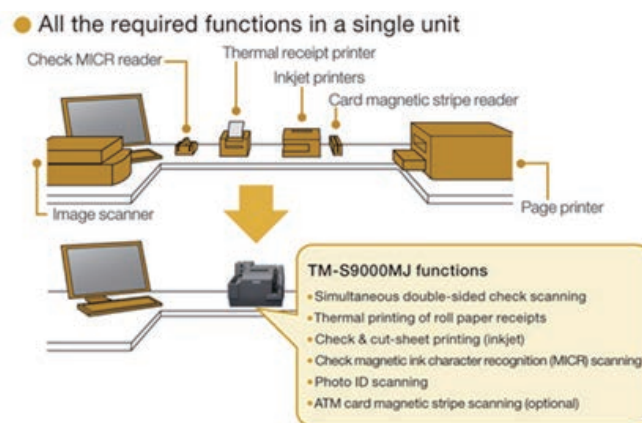 All the required functions in a single unit
Thermal receipt printer
Check MICR reader
Inkjet printers
Card magnetic stripe reader
Image scanner
Page printer
TM-S9000MJ functions
• Simultaneous double-sided check scanning
• Thermal printing of roll paper receipts
• Check & cut-sheet printing (inkjet)
• Check magnetic ink character recognition (MICR) scanning
• Photo ID scanning
• ATM card magnetic stripe scanning (optional)